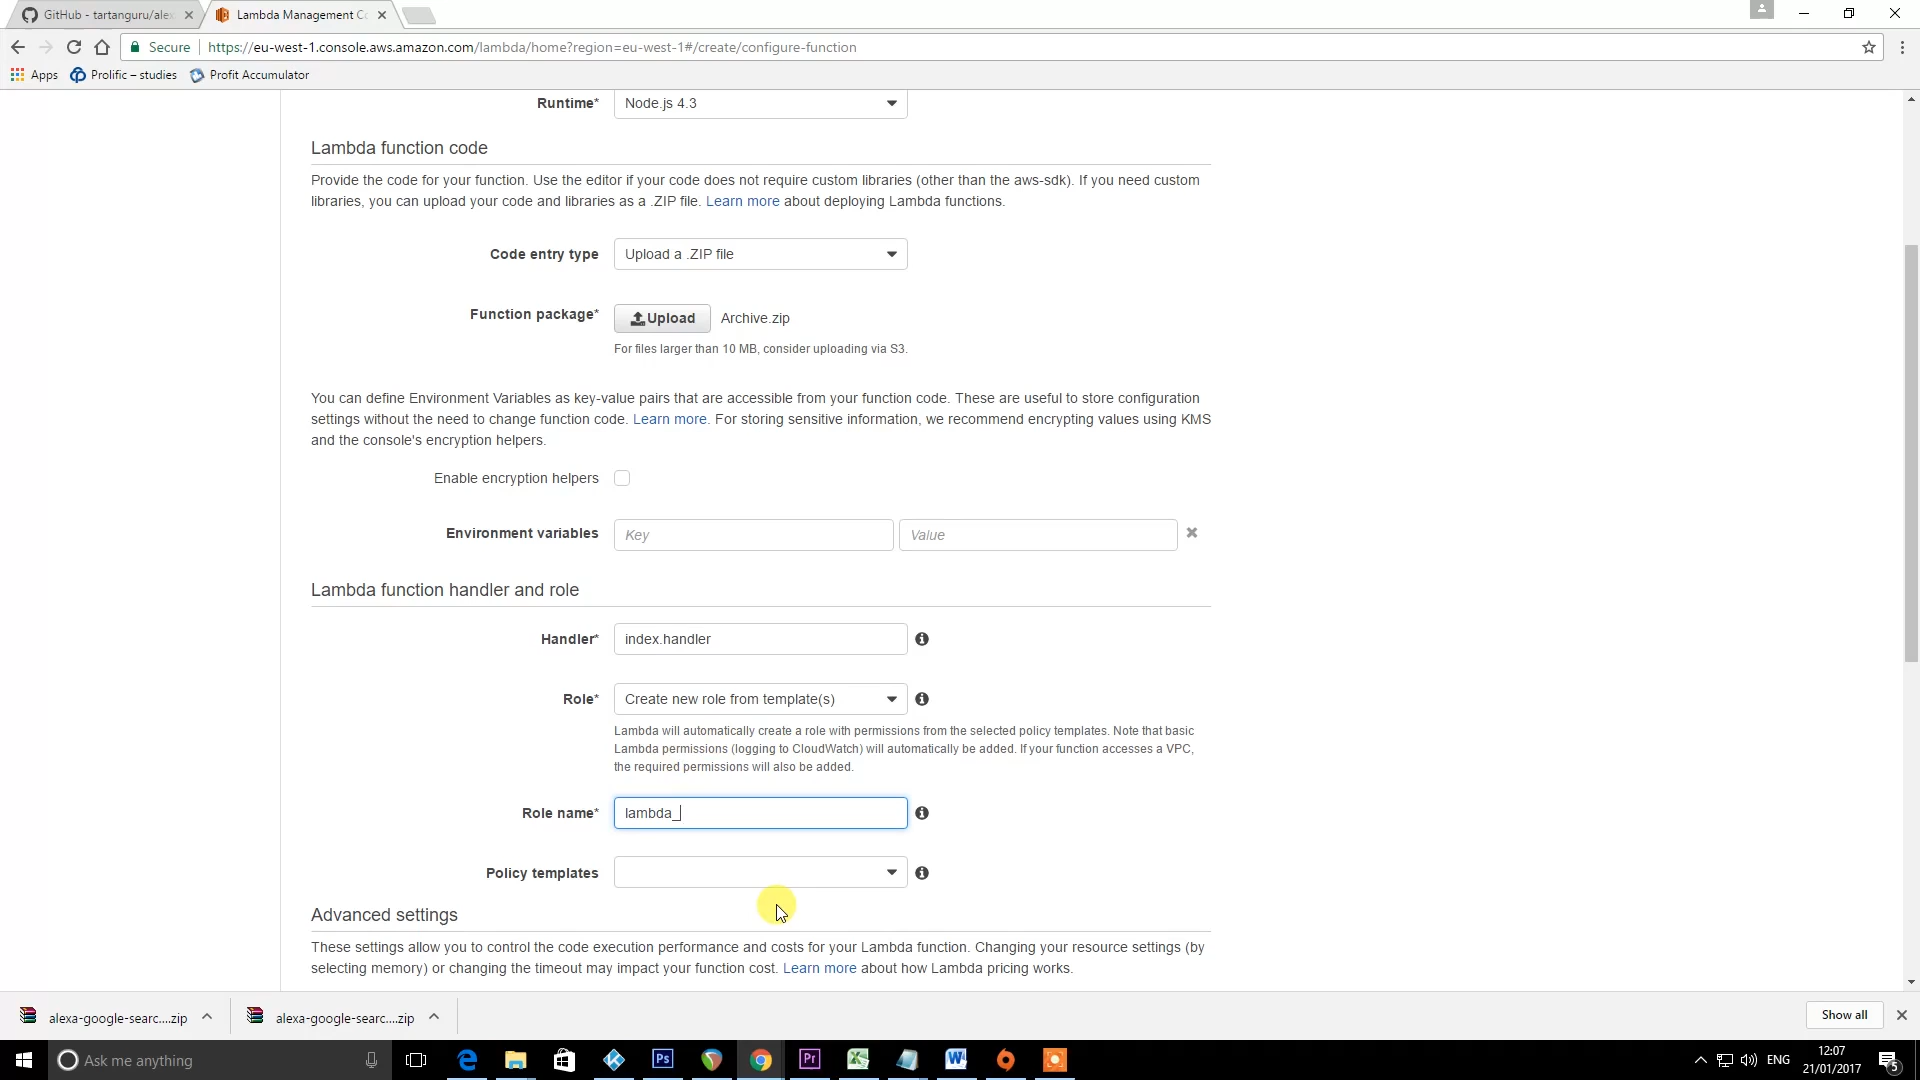 GitHub - tartanguru/alex
Lambda Management Co
Secure
https://eu-west-1.console.aws.amazon.com/lambda/home?region=eu-west-1#/create/configure-function
Apps
Prolific – studies
Profit Accumulator
Runtime*
Node.js 4.3
Lambda function code
Provide the code for your function. Use the editor if your code does not require custom libraries (other than the aws-sdk). If you need custom
libraries, you can upload your code and libraries as a .ZIP file. Learn more about deploying Lambda functions.
Code entry type
Upload a .ZIP file
Function package*
Upload
Archive.zip
For files larger than 10 MB, consider uploading via S3.
You can define Environment Variables as key-value pairs that are accessible from your function code. These are useful to store configuration
settings without the need to change function code. Learn more. For storing sensitive information, we recommend encrypting values using KMS
and the console's encryption helpers.
Enable encryption helpers
Environment variables
Key
Value
Lambda function handler and role
Handler*
index.handler
Role*
Create new role from template(s)
Lambda will automatically create a role with permissions from the selected policy templates. Note that basic
Lambda permissions (logging to CloudWatch) will automatically be added. If your function accesses a VPC,
the required permissions will also be added.
Role name*
lambda_
Policy templates
Advanced settings
These settings allow you to control the code execution performance and costs for your Lambda function. Changing your resource settings (by
selecting memory) or changing the timeout may impact your function cost. Learn more about how Lambda pricing works.
alexa-google-searc....zip
alexa-google-searc....zip
Show all
Ask me anything
Ps
Pr
ENG
12:07
21/01/2017
5